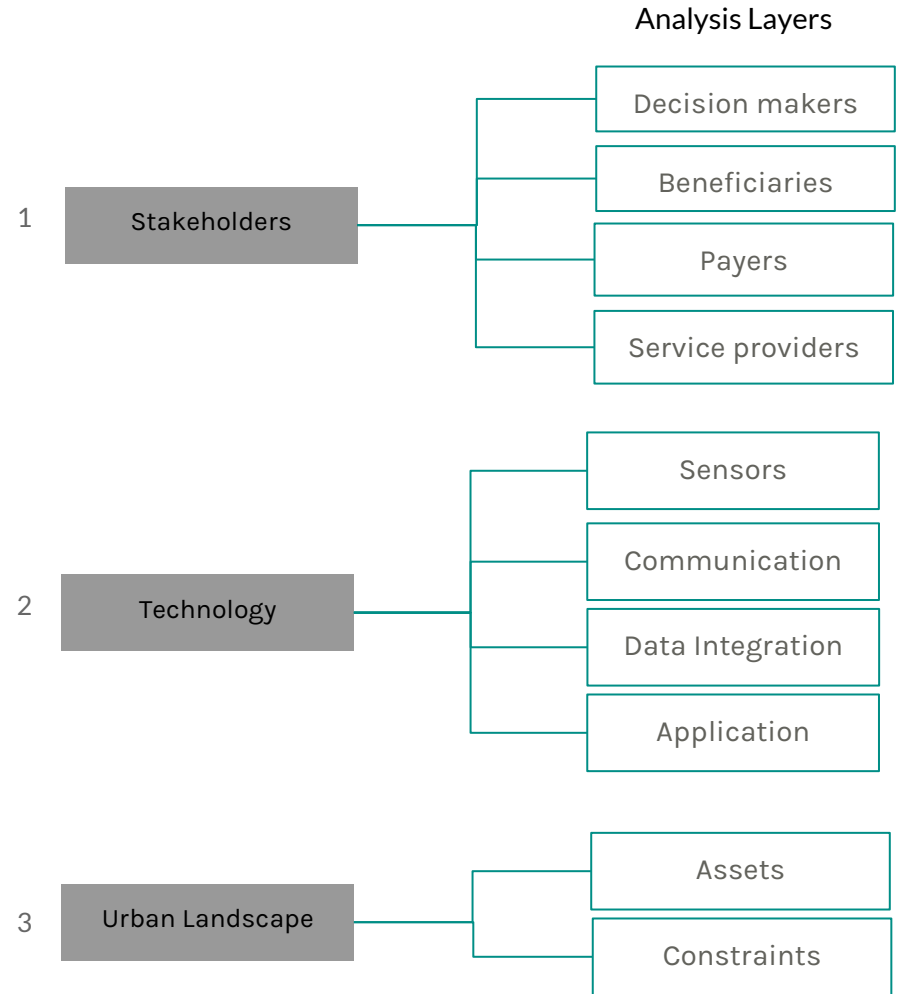 Analysis Layers
1
Stakeholders
Decision makers
Beneficiaries
Payers
Service providers
2
Technology
Sensors
Communication
Data Integration
Application
3
Urban Landscape
Assets
Constraints